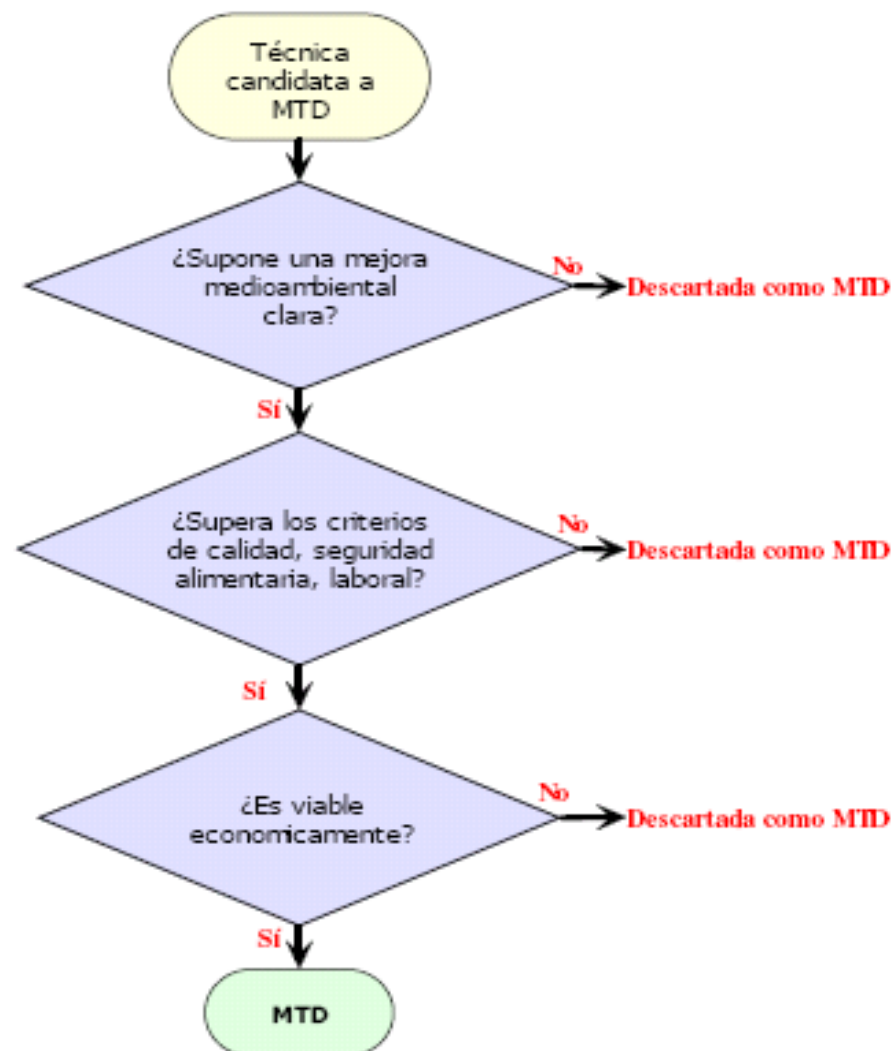 Técnica
candidata a
MTD
¿Supone una mejora
medioambiental
clara?
No
Descartada como MTD
Sí
¿Supera los criterios
de calidad, seguridad
alimentaria, laboral?
No
Descartada como MTD
Sí
¿Es viable
economicamente?
No
Descartada como MTD
Sí
MTD